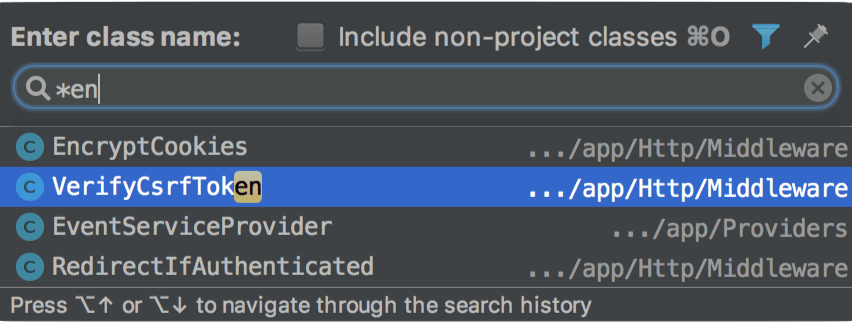 Enter class name: Include non-project classes ⌘O
*en
C EncryptCookies .../app/Http/Middleware
C VerifyCsrfToken .../app/Http/Middleware
C EventServiceProvider .../app/Providers
C RedirectIfAuthenticated .../app/Http/Middleware
Press ⌥↑ or ⌥↓ to navigate through the search history